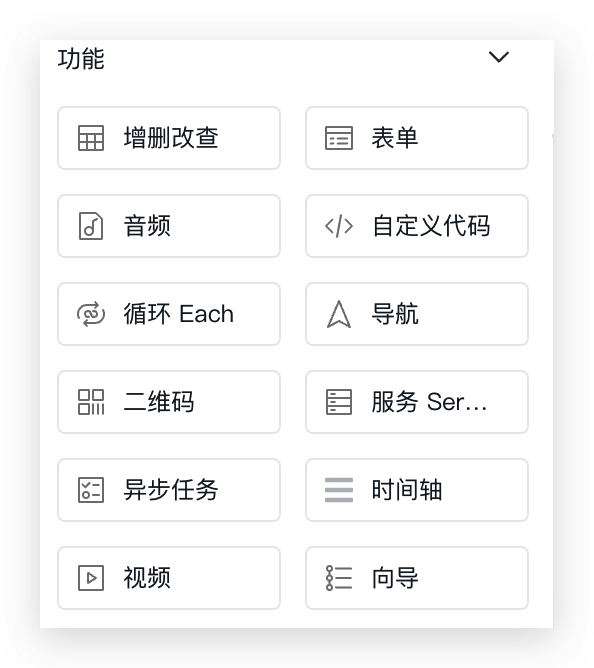 功能
增删改查
表单
音频
自定义代码
循环 Each
导航
二维码
服务 Ser...
异步任务
时间轴
视频
向导